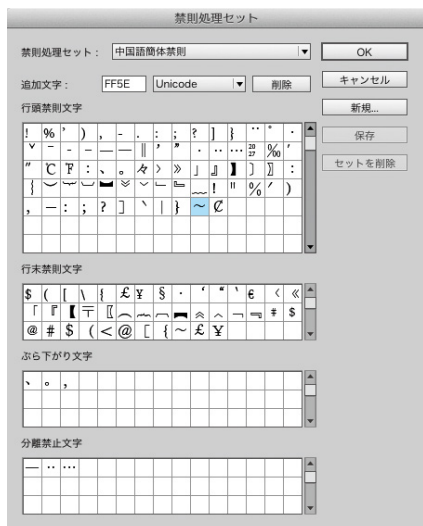 禁則処理セット
禁則処理セット： 中国語簡体禁則
OK
追加文字： FF5E Unicode 削除
キャンセル
新規...
保存
セットを削除
行頭禁則文字
! % ’ ) , - . : ; ? ] }
々 〉 》 」 』 】 〕
, — : ; ? ] ` | } ~ ₡
行末禁則文字
$ ( [ \ { £ ¥ § · ‘ “ € 〈 《
「 『 【 〒 〖
@ # $ ( < @ [ { ~ £ ¥
ぶら下がり文字
、 。 ,
分離禁止文字
— ‥ …